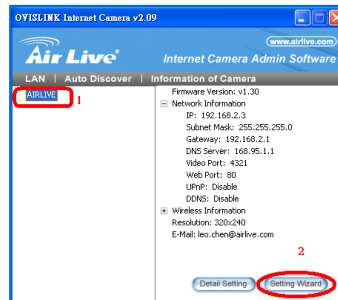 OVISLINK Internet Camera v2.09
www.airlive.com
Air Live
Internet Camera Admin Software
LAN | Auto Discover | Information of Camera
AIRLIVE
1
Firmware Version: v1.30
Network Information
IP: 192.168.2.3
Subnet Mask: 255.255.255.0
Gateway: 192.168.2.1
DNS Server: 168.95.1.1
Video Port: 4321
Web Port: 80
UPnP: Disable
DDNS: Disable
Wireless Information
Resolution: 320x240
E-Mail: leo.chen@airlive.com
2
Detail Setting
Setting Wizard